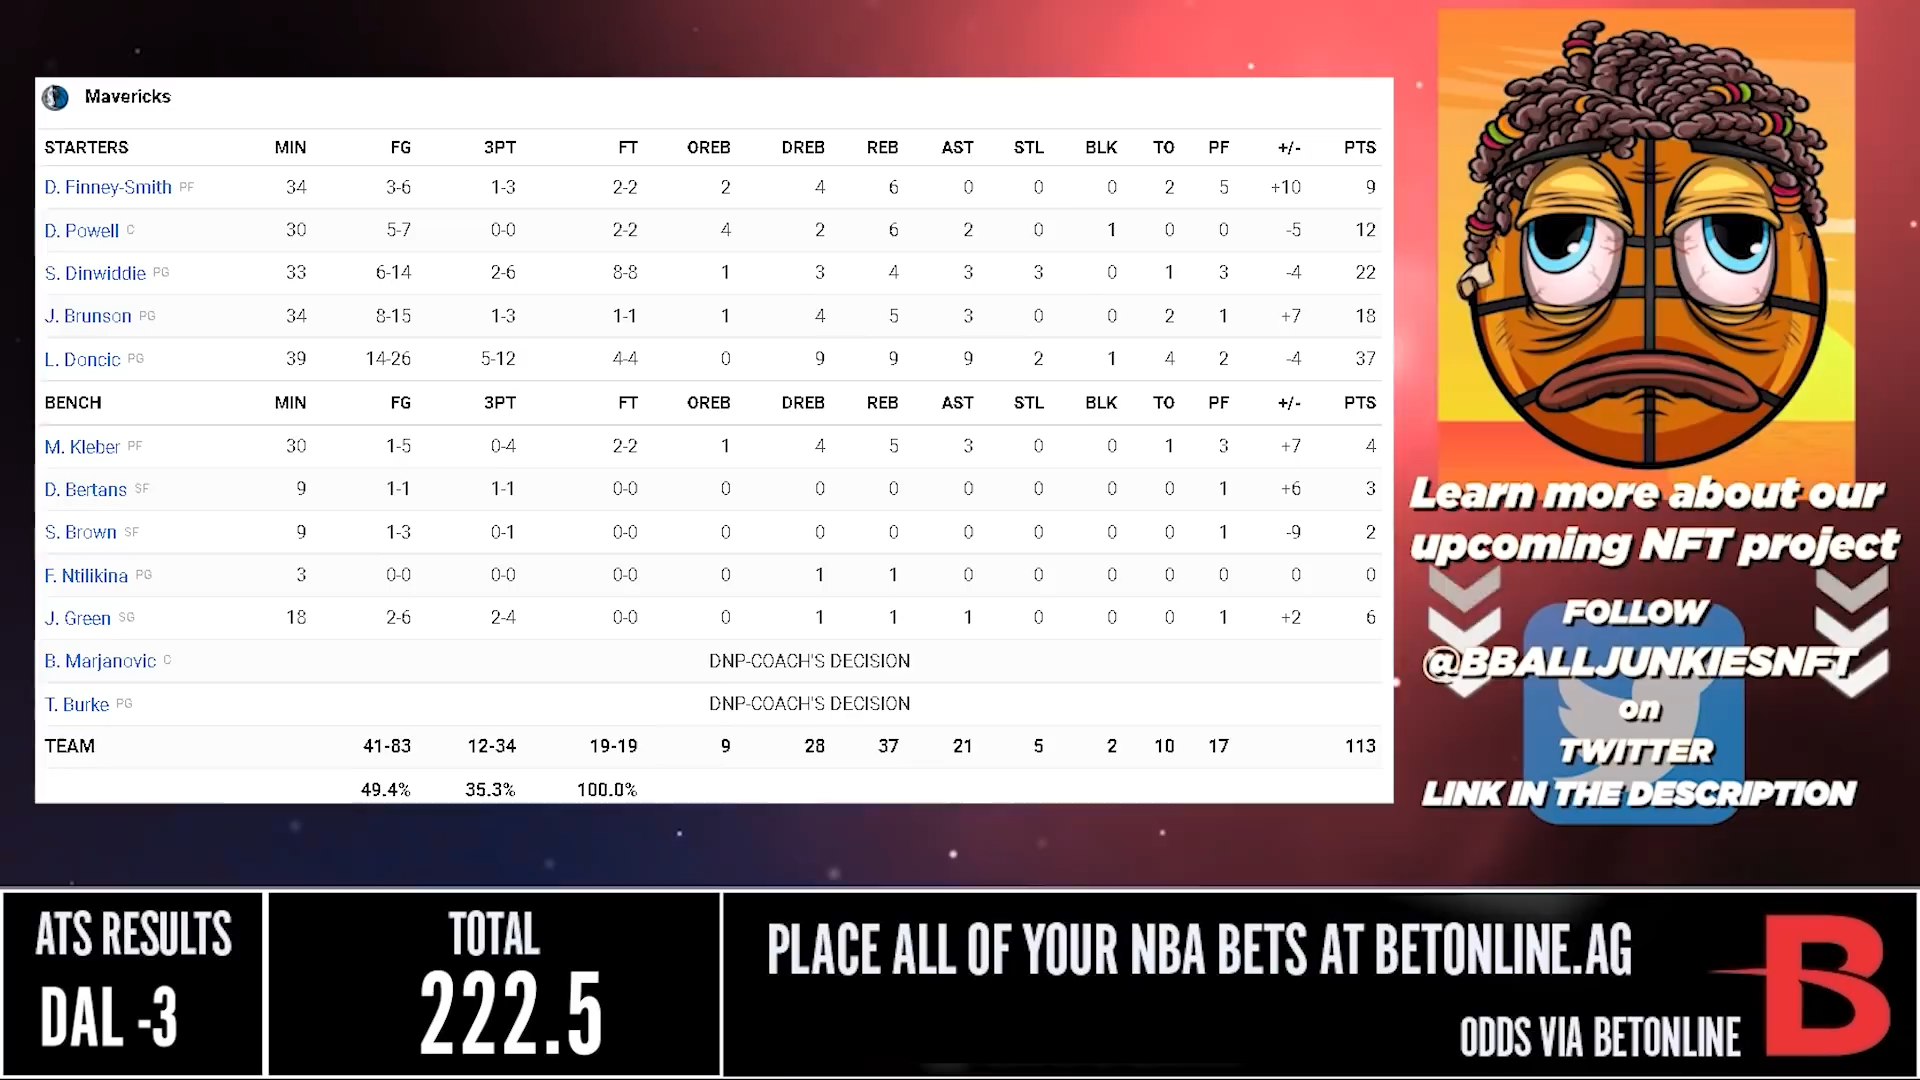 Mavericks
STARTERS MIN FG 3PT FT OREB DREB REB AST STL BLK TO PF +/- PTS
D. Finney-Smith PF 34 3-6 1-3 2-2 2 4 6 0 0 0 2 5 +10 9
D. Powell C 30 5-7 0-0 2-2 4 2 6 2 0 1 0 0 -5 12
S. Dinwiddie PG 33 6-14 2-6 8-8 1 3 4 3 3 0 1 3 -4 22
J. Brunson PG 34 8-15 1-3 1-1 1 4 5 3 0 0 2 1 +7 18
L. Doncic PG 39 14-26 5-12 4-4 0 9 9 9 2 1 4 2 -4 37
BENCH MIN FG 3PT FT OREB DREB REB AST STL BLK TO PF +/- PTS
M. Kleber PF 30 1-5 0-4 2-2 1 4 5 3 0 0 1 3 +7 4
D. Bertans SF 9 1-1 1-1 0-0 0 0 0 0 0 0 0 1 +6 3
S. Brown SF 9 1-3 0-1 0-0 0 0 0 0 0 0 0 1 -9 2
F. Ntilikina PG 3 0-0 0-0 0-0 0 1 1 0 0 0 0 0 0 0
J. Green SG 18 2-6 2-4 0-0 0 1 1 1 0 0 0 1 +2 6
B. Marjanovic C DNP-COACH'S DECISION
T. Burke PG DNP-COACH'S DECISION
TEAM 41-83 12-34 19-19 9 28 37 21 5 2 10 17 113
49.4% 35.3% 100.0%
Learn more about our
upcoming NFT project
FOLLOW
@BBALLJUNKIESNFT
on
TWITTER
LINK IN THE DESCRIPTION
ATS RESULTS
DAL -3
TOTAL
222.5
PLACE ALL OF YOUR NBA BETS AT BETONLINE.AG
ODDS VIA BETONLINE
B